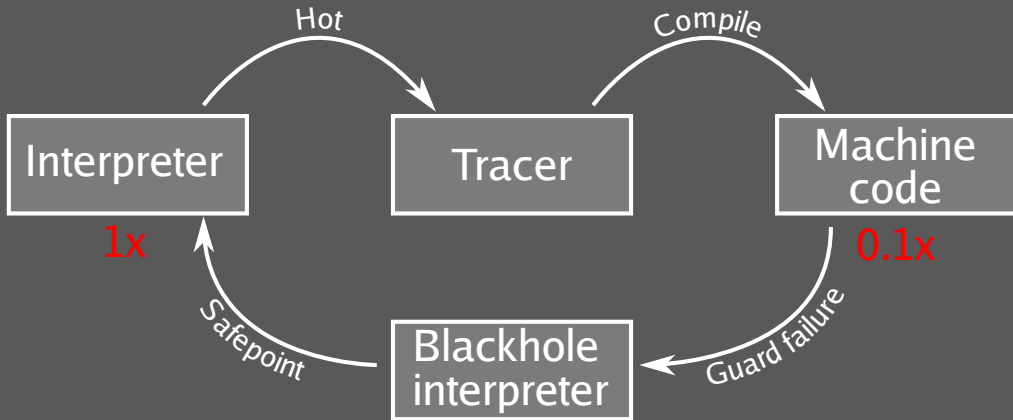 Hot
Compile
Interpreter
Tracer
Machine
code
1x
0.1x
Safepoint
Blackhole
interpreter
Guard failure